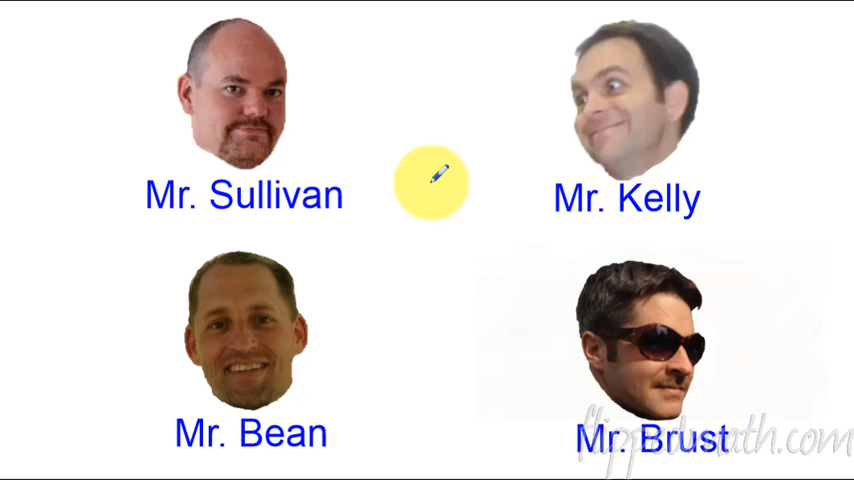 Mr. Sullivan
Mr. Kelly
Mr. Bean
Mr. Brust
flippedmath.com